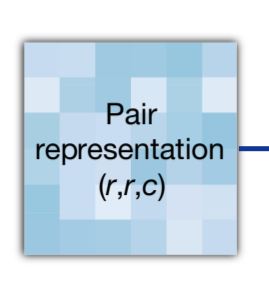 Pair
representation
(r,r,c)